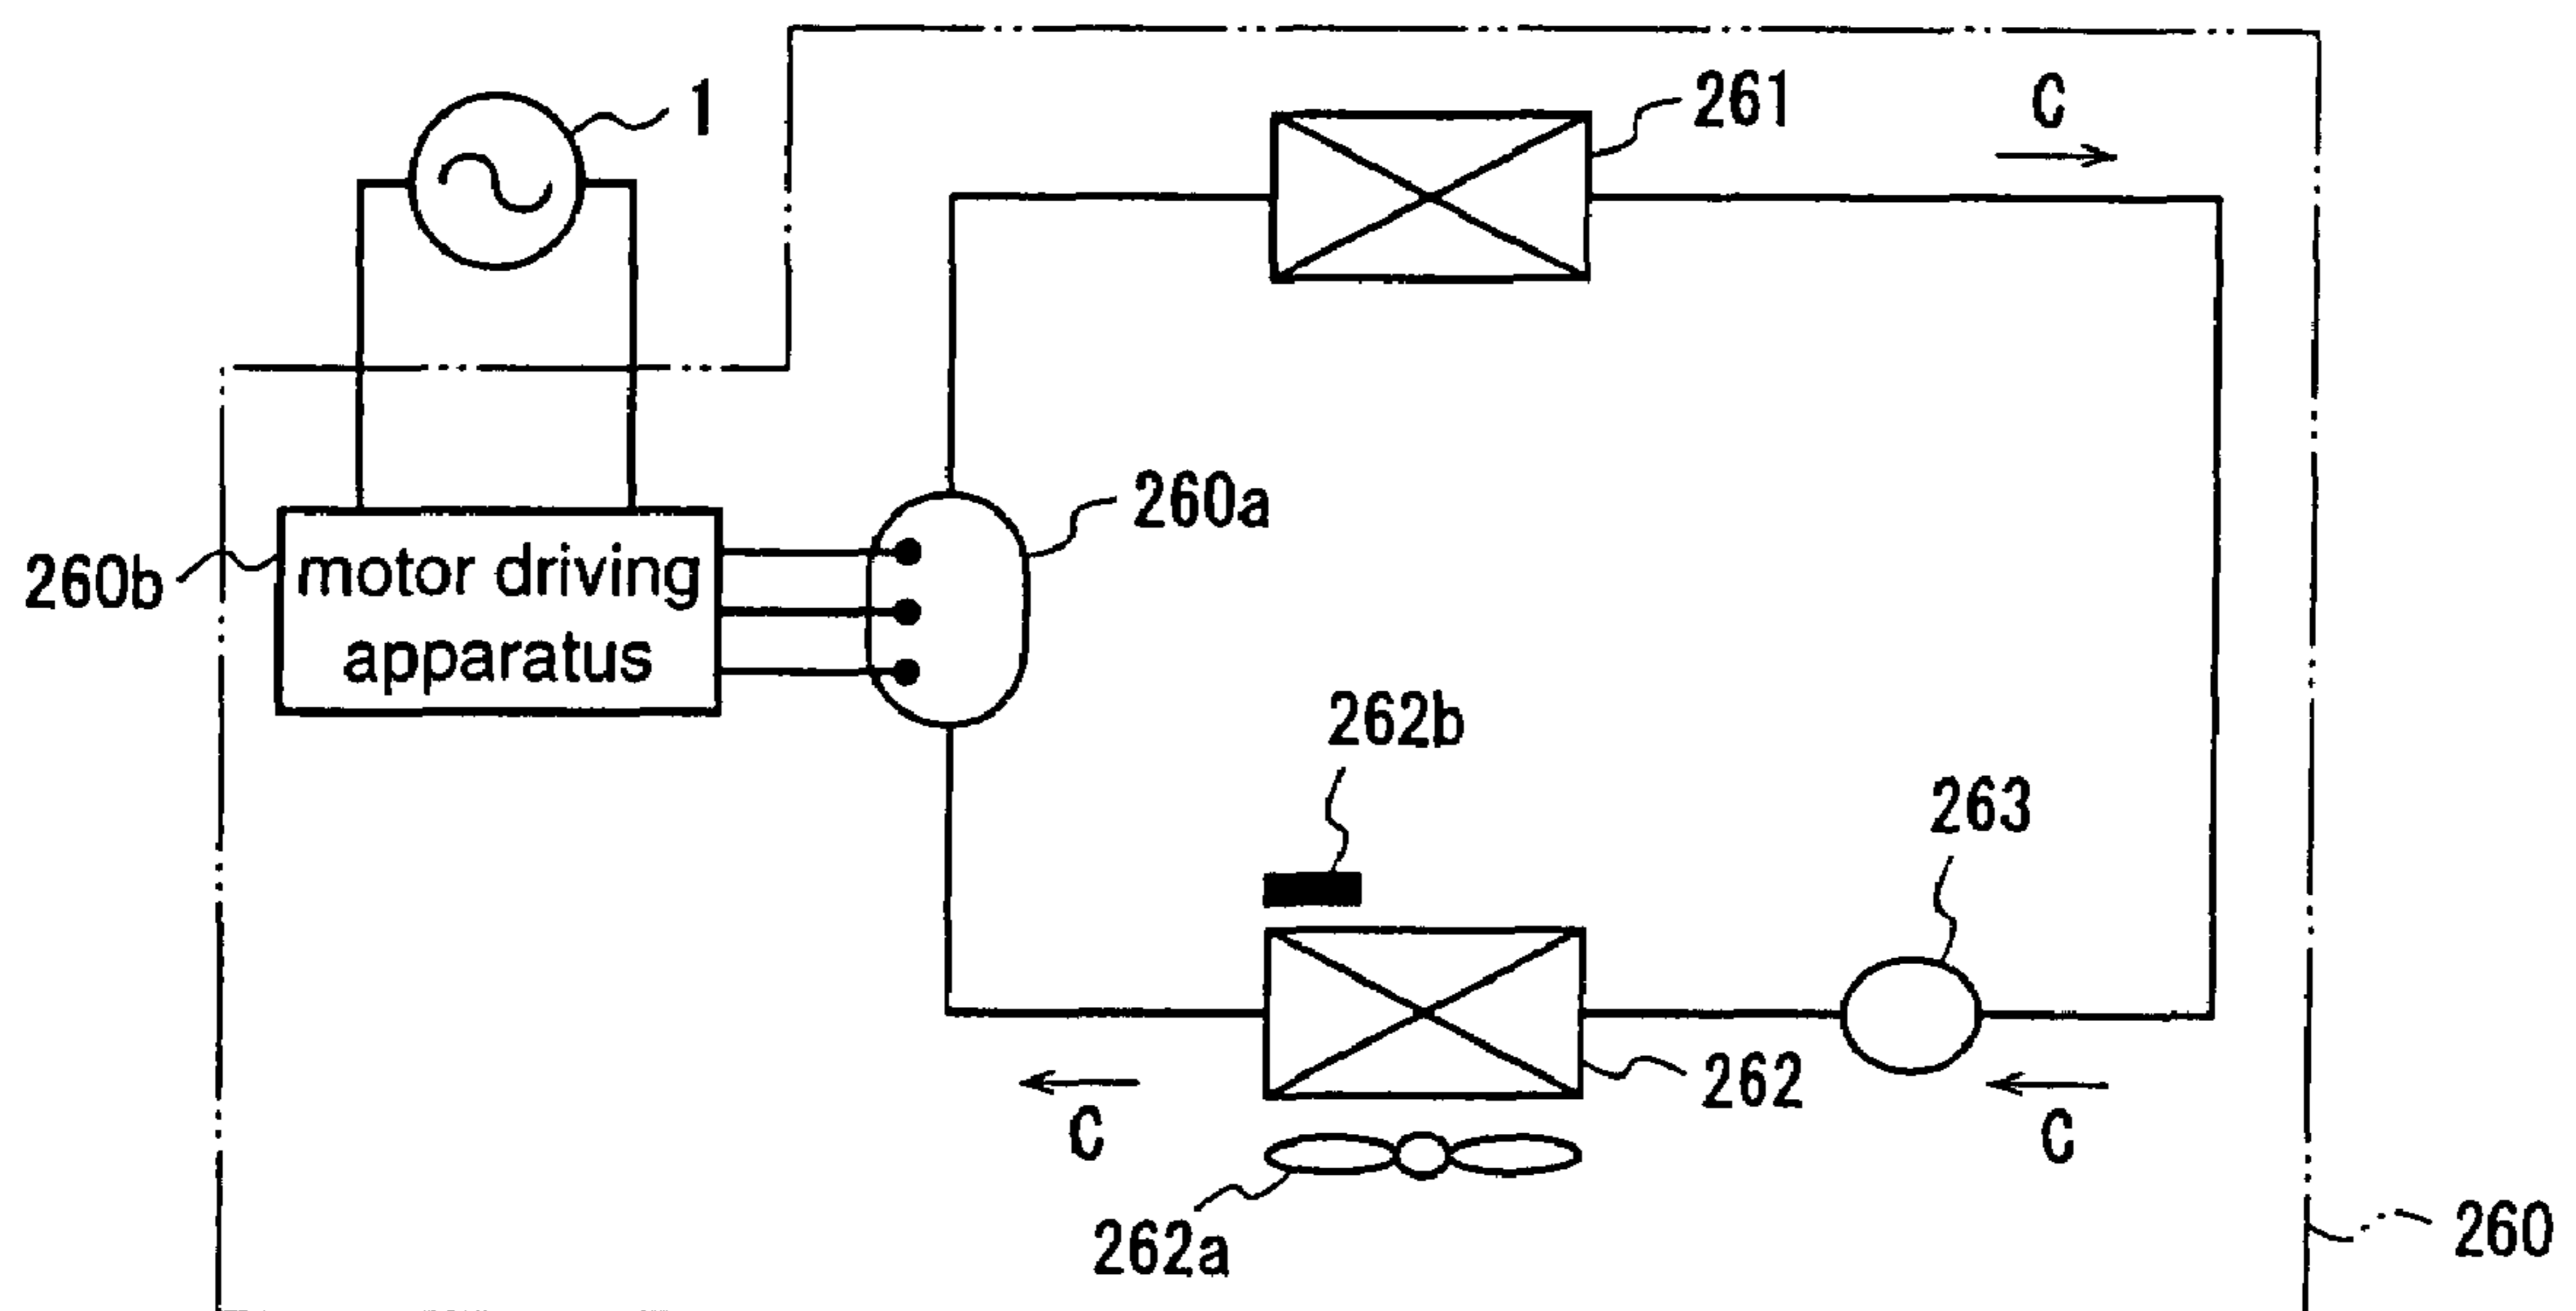 1
261
C
260a
260b
motor driving
apparatus
262b
263
262
C
C
262a
260